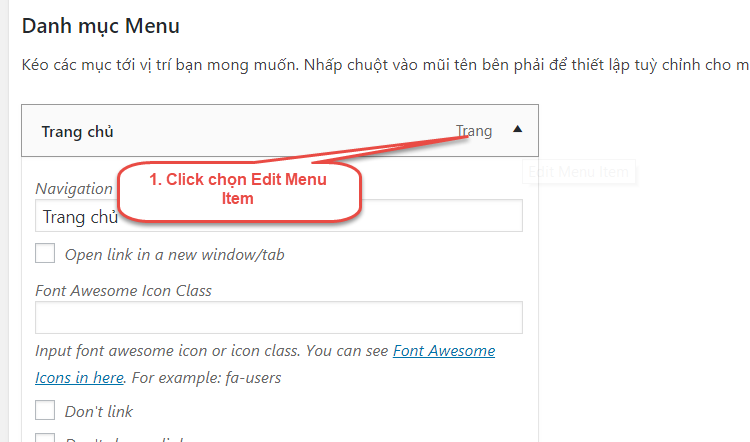 Danh mục Menu
Kéo các mục tới vị trí bạn mong muốn. Nhấp chuột vào mũi tên bên phải để thiết lập tuỳ chỉnh cho m
Trang chủ Trang
Edit Menu Item
1. Click chọn Edit Menu
Item
Navigation
Trang chủ
Open link in a new window/tab
Font Awesome Icon Class
Input font awesome icon or icon class. You can see Font Awesome
Icons in here. For example: fa-users
Don't link